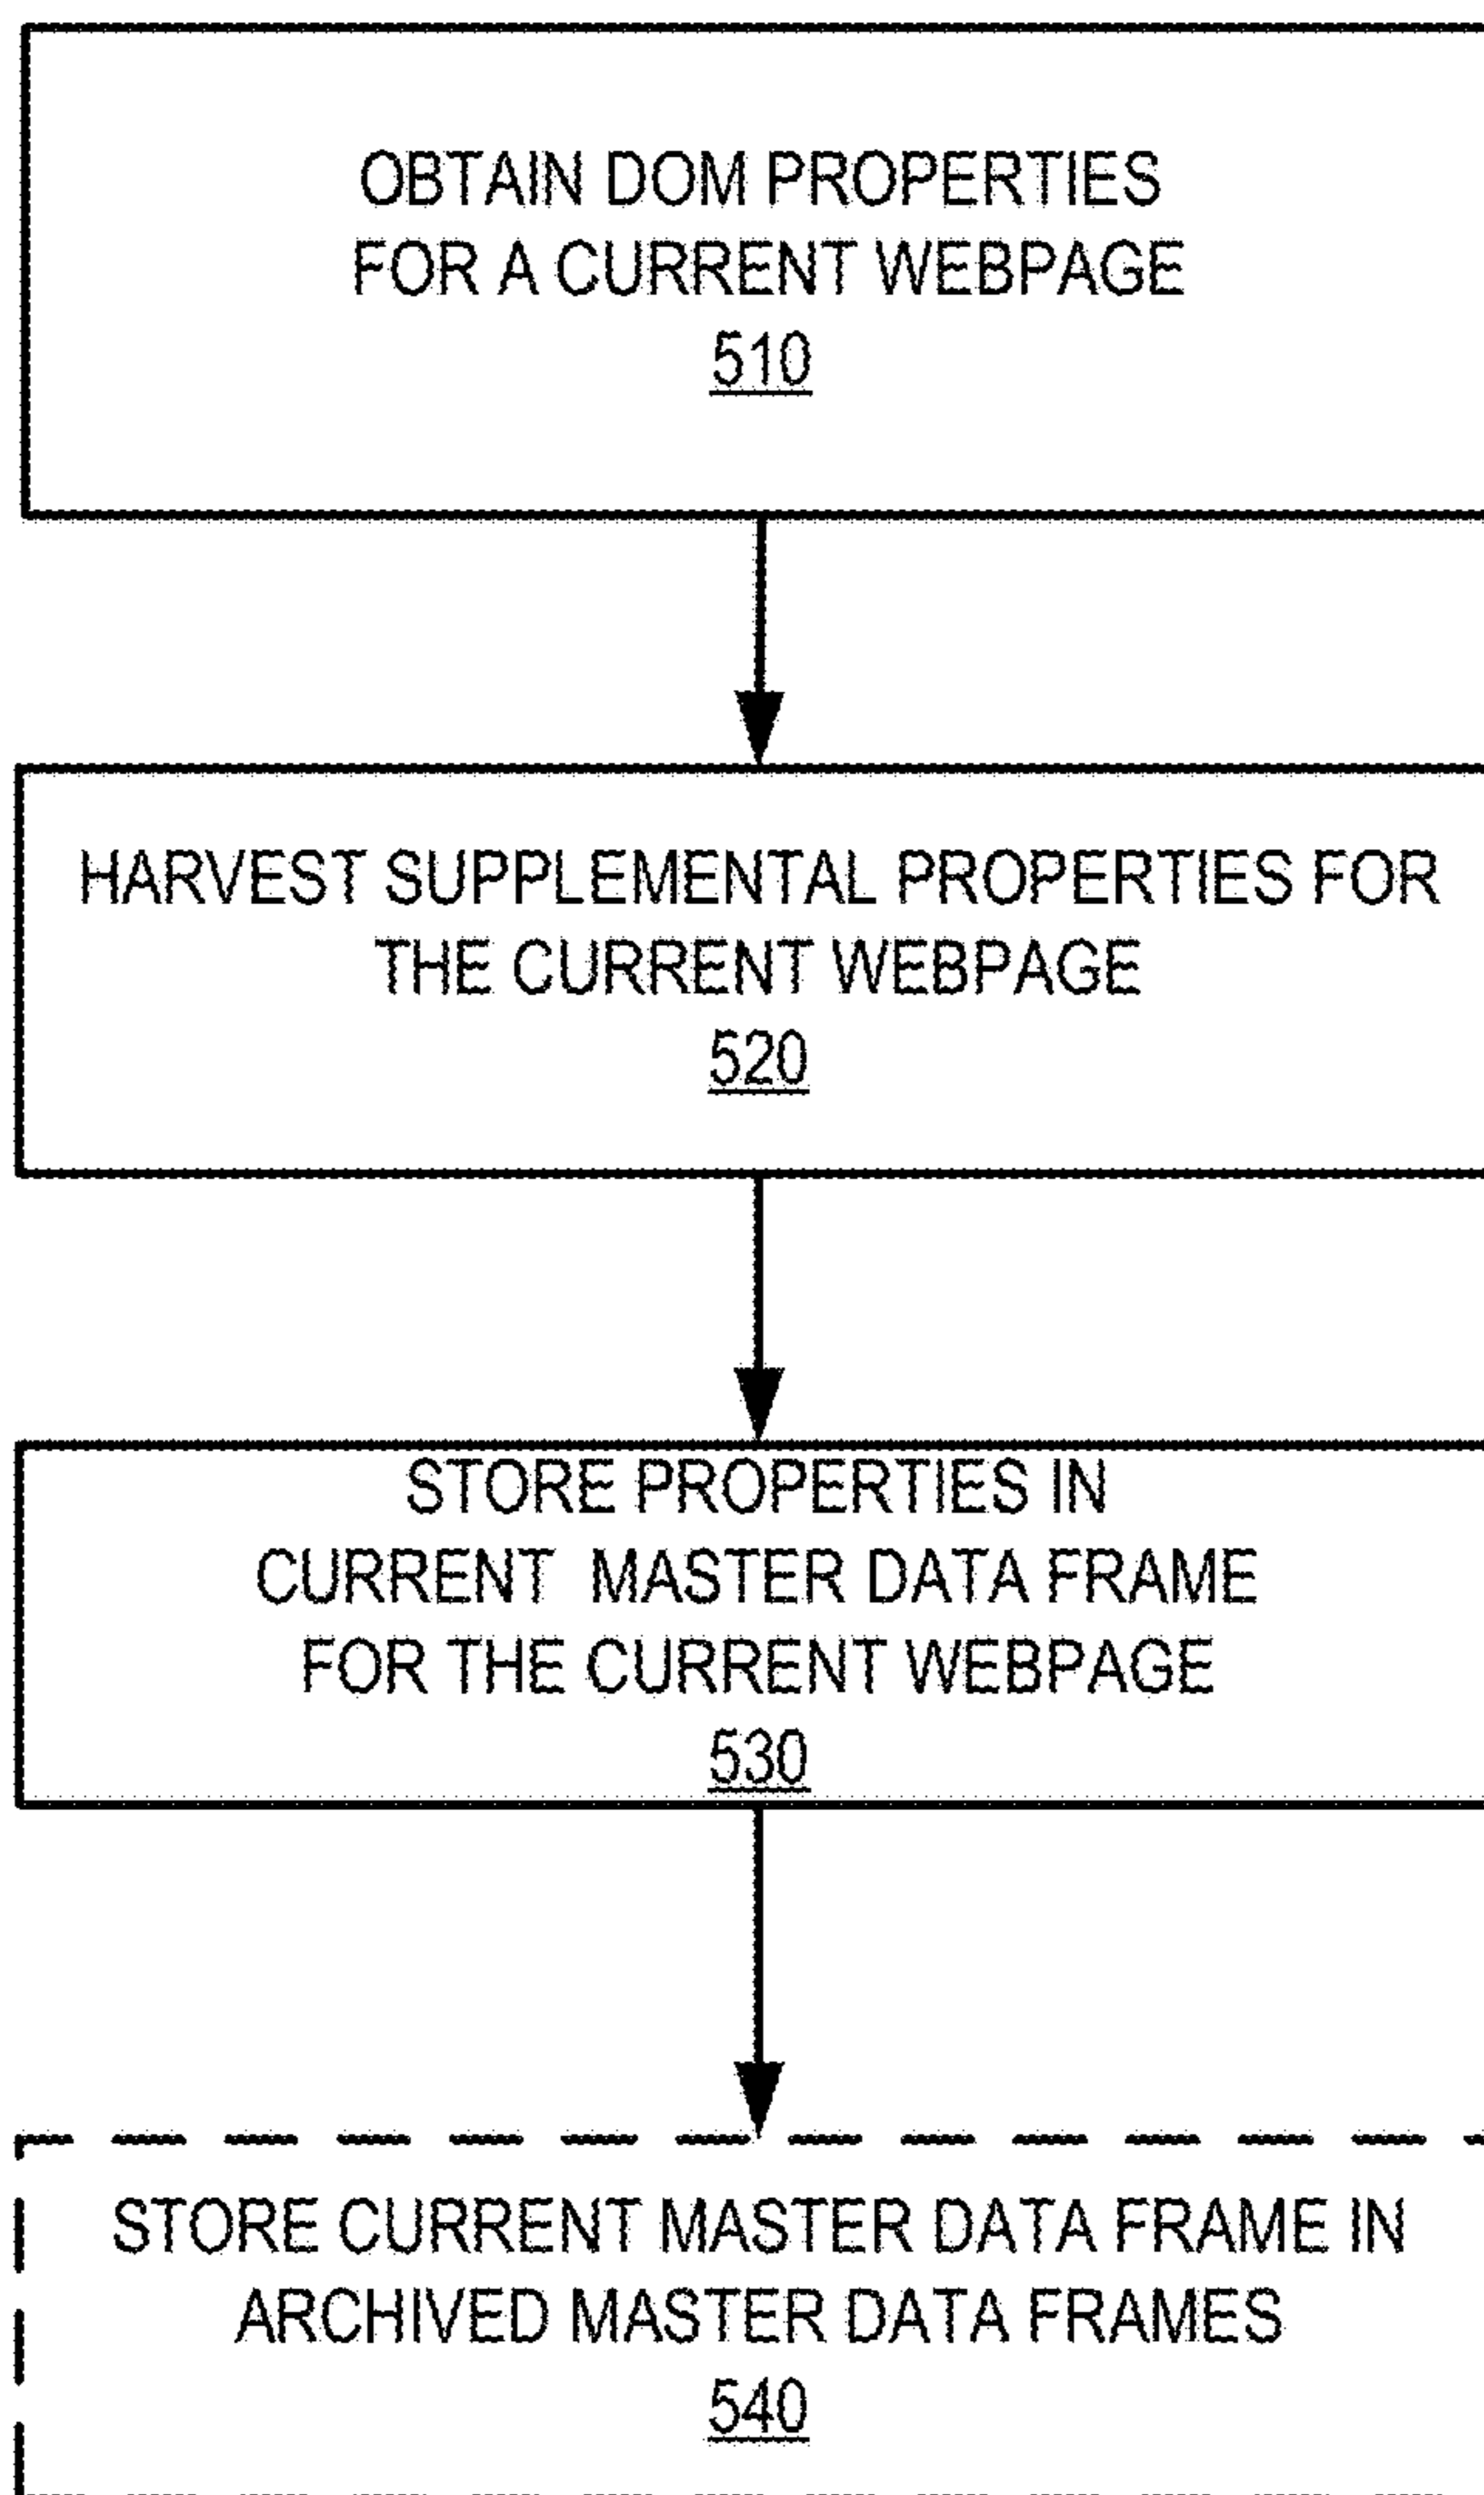 OBTAIN DOM PROPERTIES
FOR A CURRENT WEBPAGE
510
HARVEST SUPPLEMENTAL PROPERTIES FOR
THE CURRENT WEBPAGE
520
STORE PROPERTIES IN
CURRENT MASTER DATA FRAME
FOR THE CURRENT WEBPAGE
530
STORE CURRENT MASTER DATA FRAME IN
ARCHIVED MASTER DATA FRAMES
540